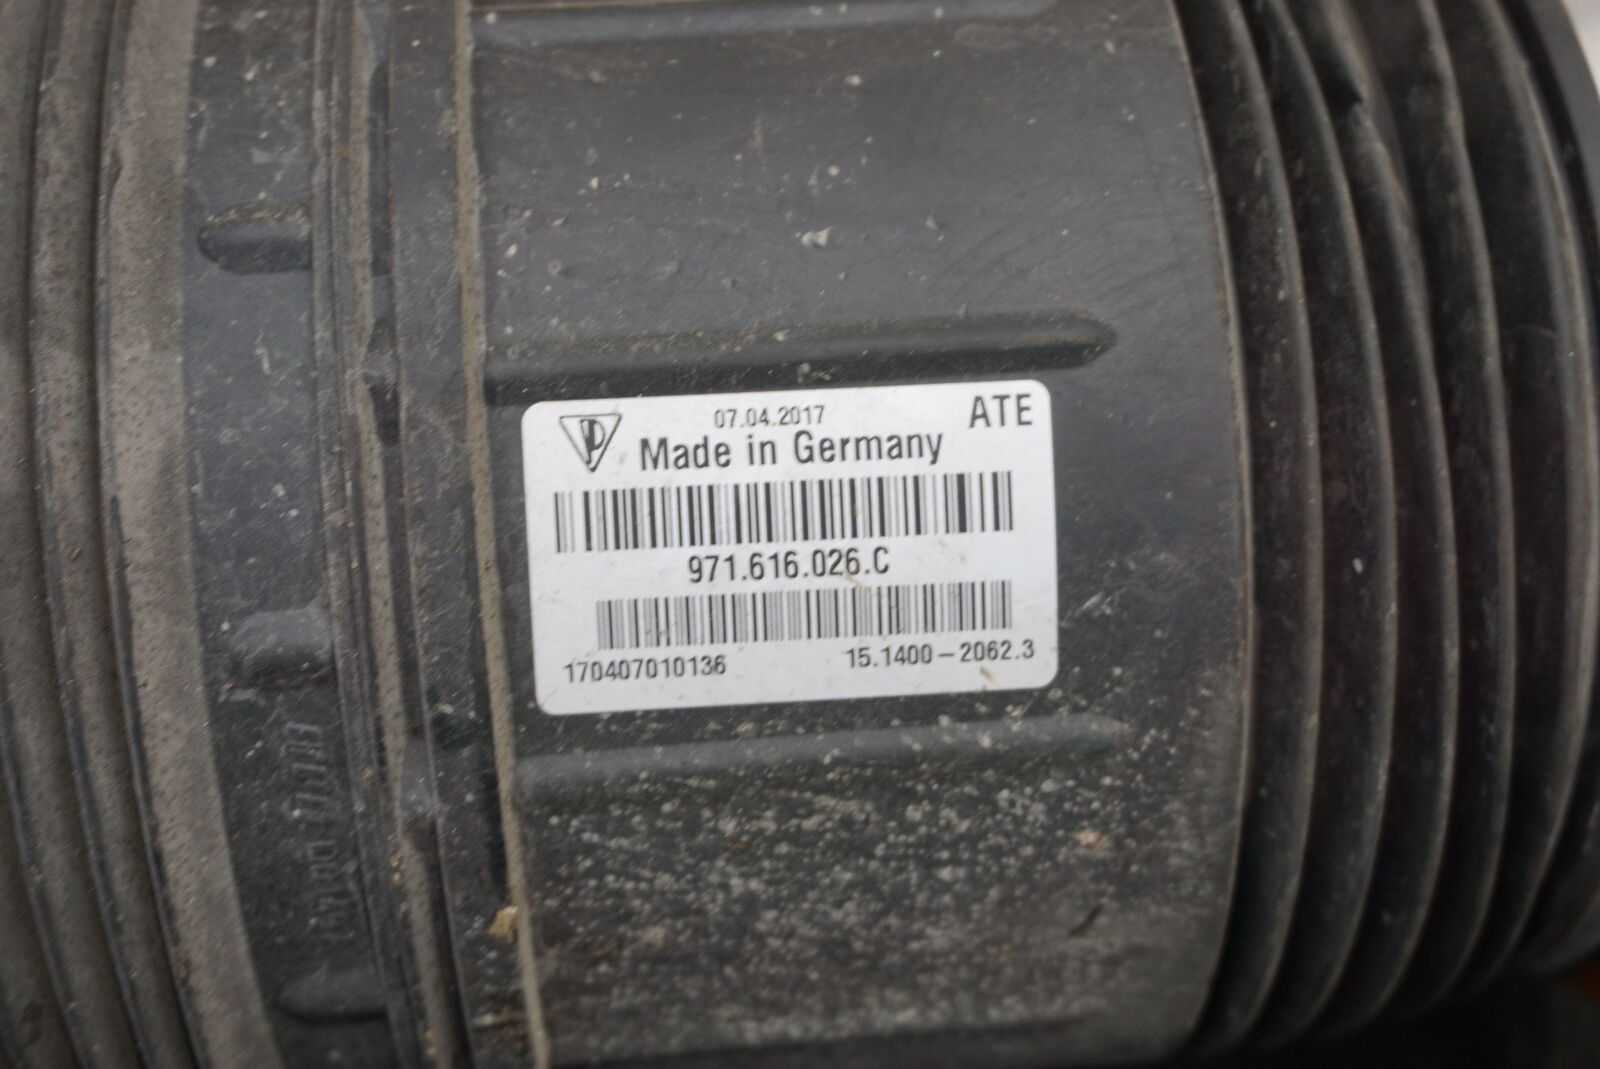 07.04.2017
ATE
Made in Germany
971.616.026.C
170407010136
15.1400-2062.3